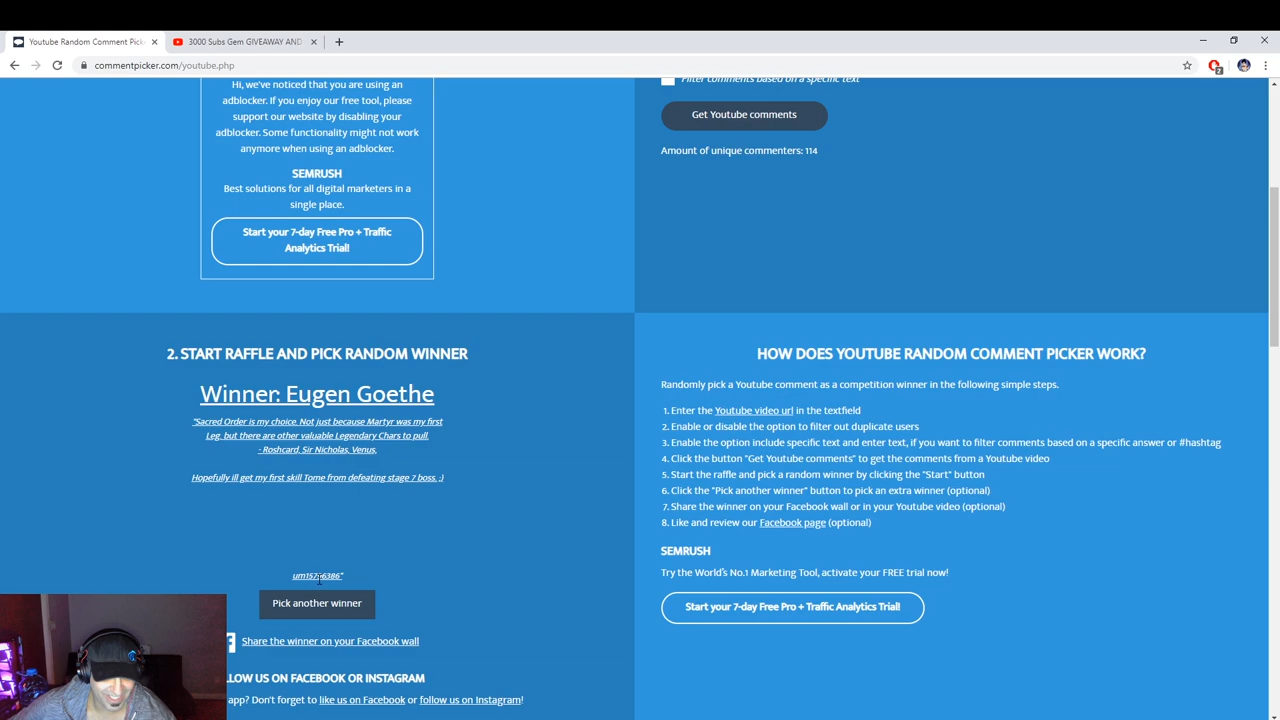 Youtube Random Comment Pick
3000 Subs Gem GIVEAWAY AND
commentpicker.com/youtube.php
2
Hi, we've noticed that you are using an
adblocker. If you enjoy our free tool, please
support our website by disabling your
adblocker. Some functionality might not work
anymore when using an adblocker.
SEMRUSH
Best solutions for all digital marketers in a
single place.
Start your 7-day Free Pro + Traffic
Analytics Trial!
Filter comments based on a specific text
Get Youtube comments
Amount of unique commenters: 114
2. START RAFFLE AND PICK RANDOM WINNER
Winner: Eugen Goethe
"Sacred Order is my choice. Not just because Martyr was my first
Leg. but there are other valuable Legendary Chars to pull.
- Roshcard, Sir Nicholas, Venus,
Hopefully ill get my first skill Tome from defeating stage 7 boss. ;)
Pick another winner
Share the winner on your Facebook wall
LOW US ON FACEBOOK OR INSTAGRAM
app? Don't forget to like us on Facebook or follow us on Instagram!
HOW DOES YOUTUBE RANDOM COMMENT PICKER WORK?
Randomly pick a Youtube comment as a competition winner in the following simple steps.
1. Enter the Youtube video url in the textfield
2. Enable or disable the option to filter out duplicate users
3. Enable the option include specific text and enter text, if you want to filter comments based on a specific answer or #hashtag
4. Click the button "Get Youtube comments" to get the comments from a Youtube video
5. Start the raffle and pick a random winner by clicking the "Start" button
6. Click the "Pick another winner" button to pick an extra winner (optional)
7. Share the winner on your Facebook wall or in your Youtube video (optional)
8. Like and review our Facebook page (optional)
SEMRUSH
Try the World's No.1 Marketing Tool, activate your FREE trial now!
Start your 7-day Free Pro + Traffic Analytics Trial!